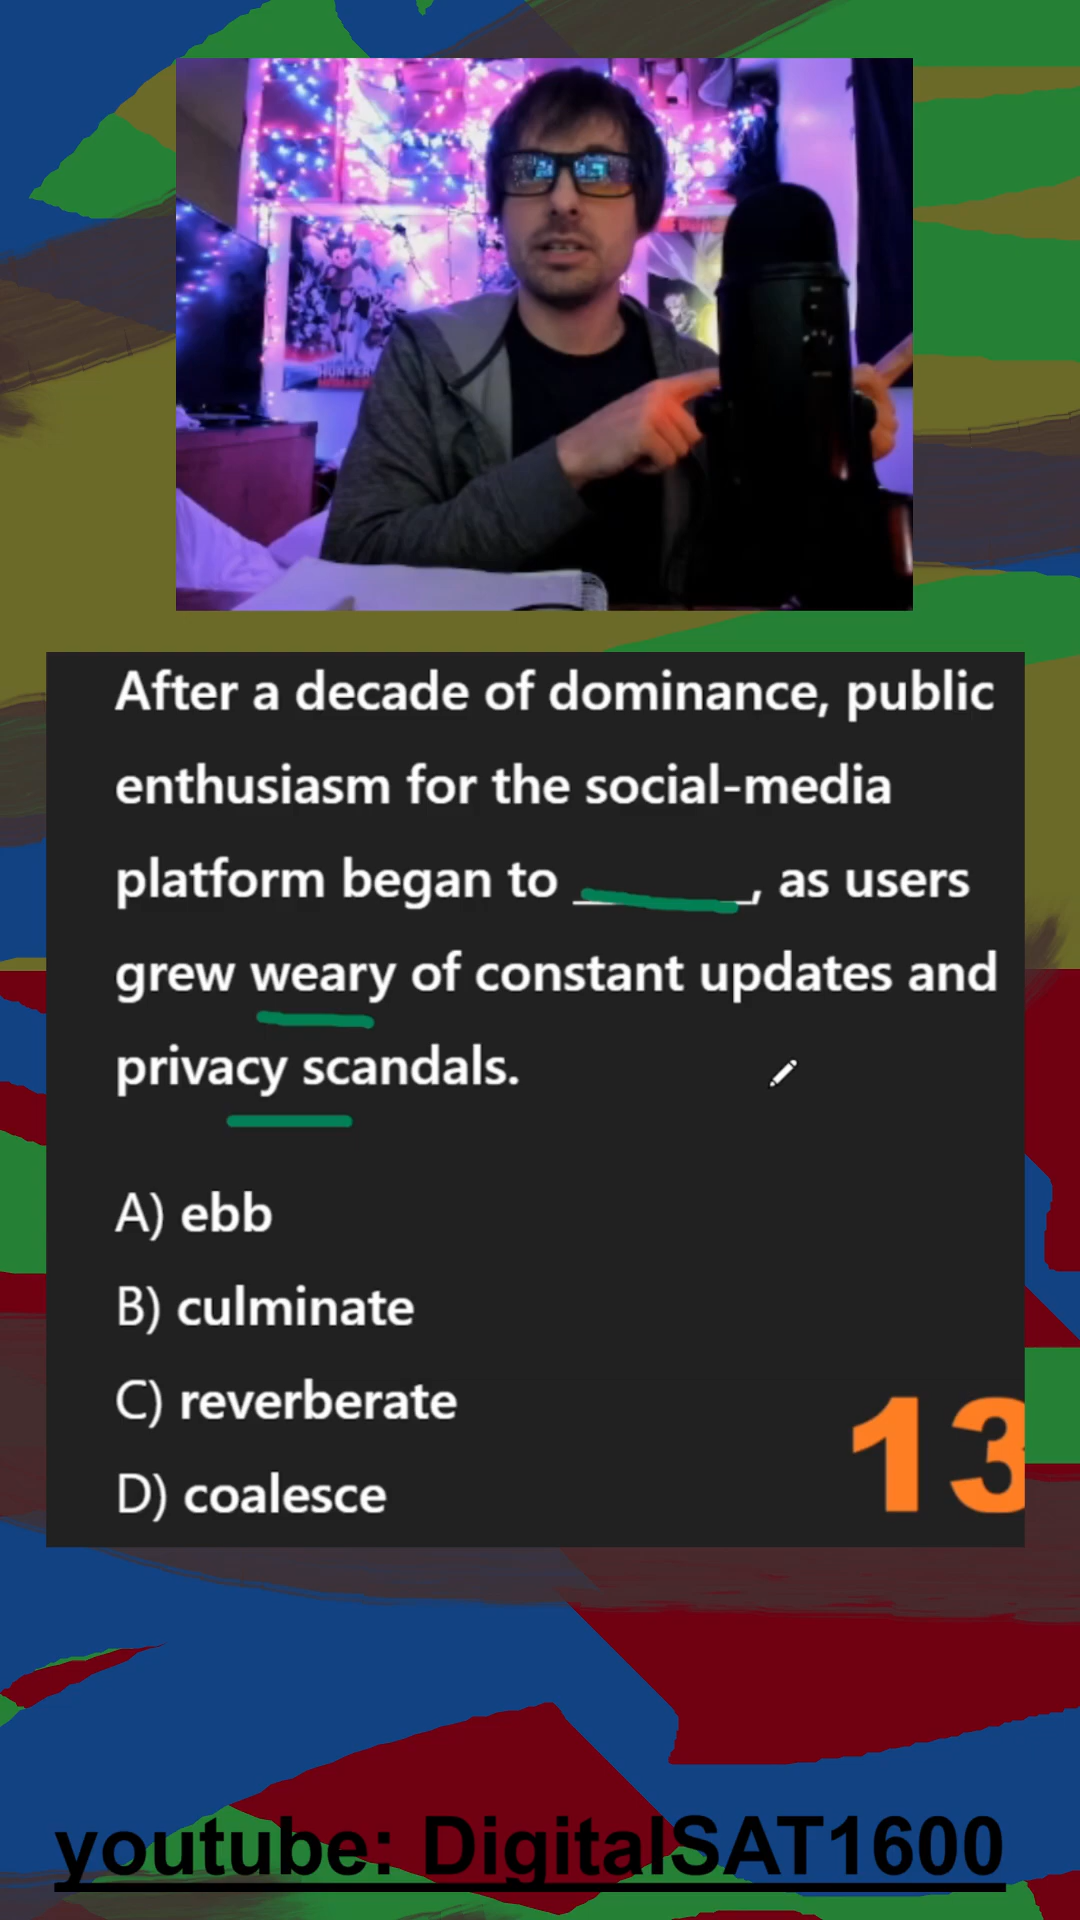 HUNTER
After a decade of dominance, public
enthusiasm for the social-media
platform began to ______, as users
grew weary of constant updates and
privacy scandals.
A) ebb
B) culminate
C) reverberate
D) coalesce
13
youtube: DigitalSAT1600